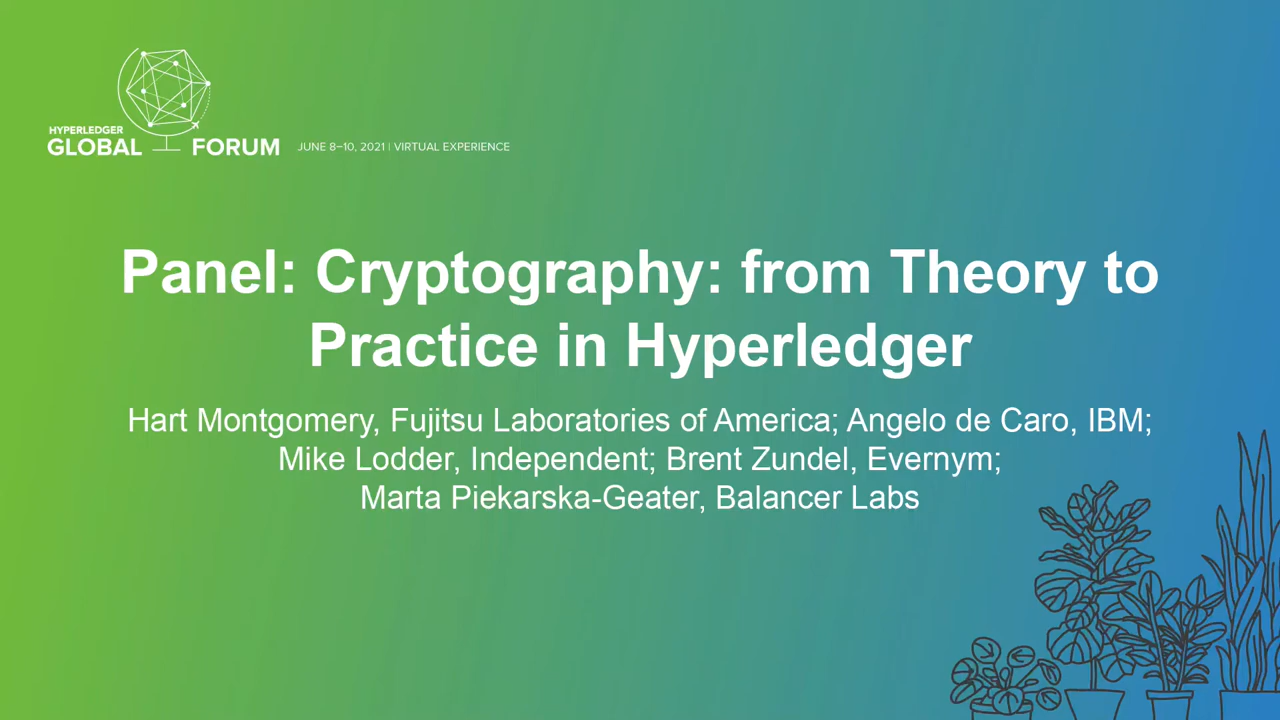 HYPERLEDGER
GLOBAL FORUM JUNE 8–10, 2021 | VIRTUAL EXPERIENCE
Panel: Cryptography: from Theory to
Practice in Hyperledger
Hart Montgomery, Fujitsu Laboratories of America; Angelo de Caro, IBM;
Mike Lodder, Independent; Brent Zundel, Evernym;
Marta Piekarska-Geater, Balancer Labs